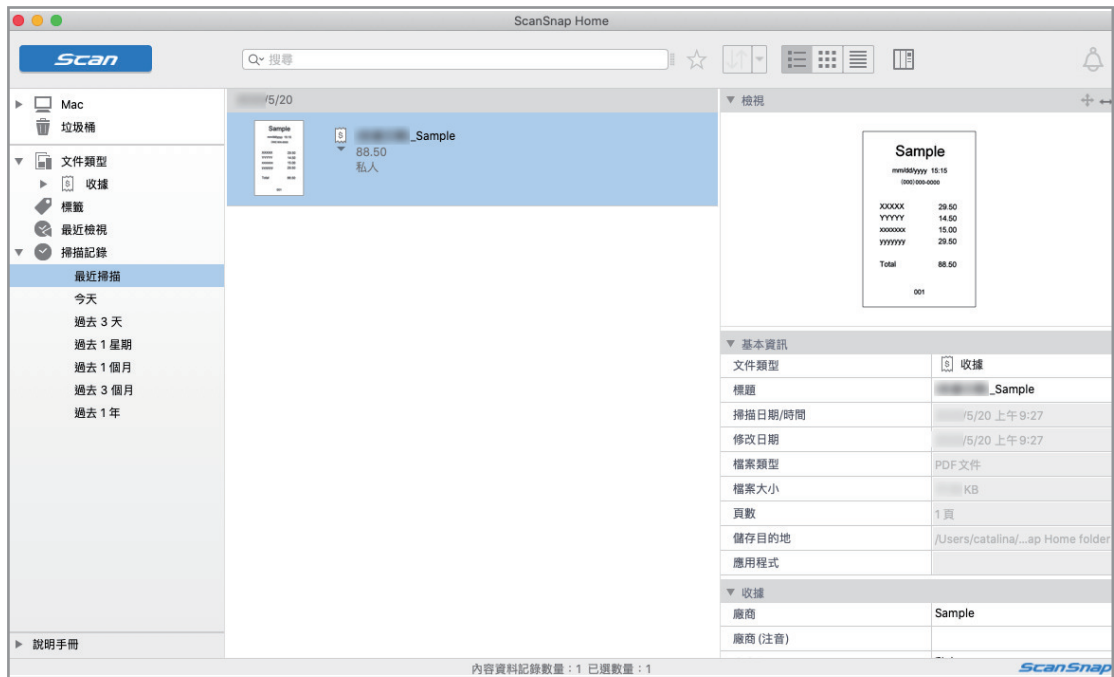 ScanSnap Home
Scan
搜尋
Mac
垃圾桶
文件類型
收據
標籤
最近檢視
掃描記錄
最近掃描
今天
過去 3 天
過去 1 星期
過去 1 個月
過去 3 個月
過去 1 年
說明手冊
/5/20
Sample
_Sample
88.50
私人
檢視
Sample
mm/dd/yyyy 15:15
(000) 000-0000
XXXXX 29.50
YYYYY 14.50
xxxxxxx 15.00
yyyyyyy 29.50
Total 88.50
001
基本資訊
文件類型 收據
標題 _Sample
掃描日期/時間 /5/20 上午 9:27
修改日期 /5/20 上午 9:27
檔案類型 PDF 文件
檔案大小 KB
頁數 1 頁
儲存目的地 /Users/catalina/...ap Home folder
應用程式
收據
廠商 Sample
廠商 (注音)
內容資料記錄數量：1 已選數量：1
ScanSnap